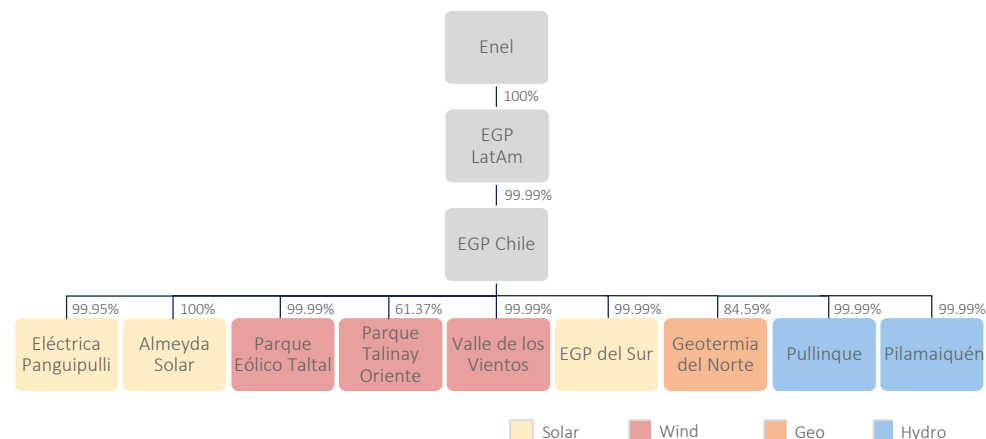 Enel
100%
EGP
LatAm
99.99%
EGP Chile
99.95%
100%
99.99%
61.37%
99.99%
99.99%
84.59%
99.99%
99.99%
Eléctrica
Panguipulli
Almeyda
Solar
Parque
Eólico Taltal
Parque
Talinay
Oriente
Valle de los
Vientos
EGP del Sur
Geotermia
del Norte
Pullinque
Pilamaiquén
Solar
Wind
Geo
Hydro